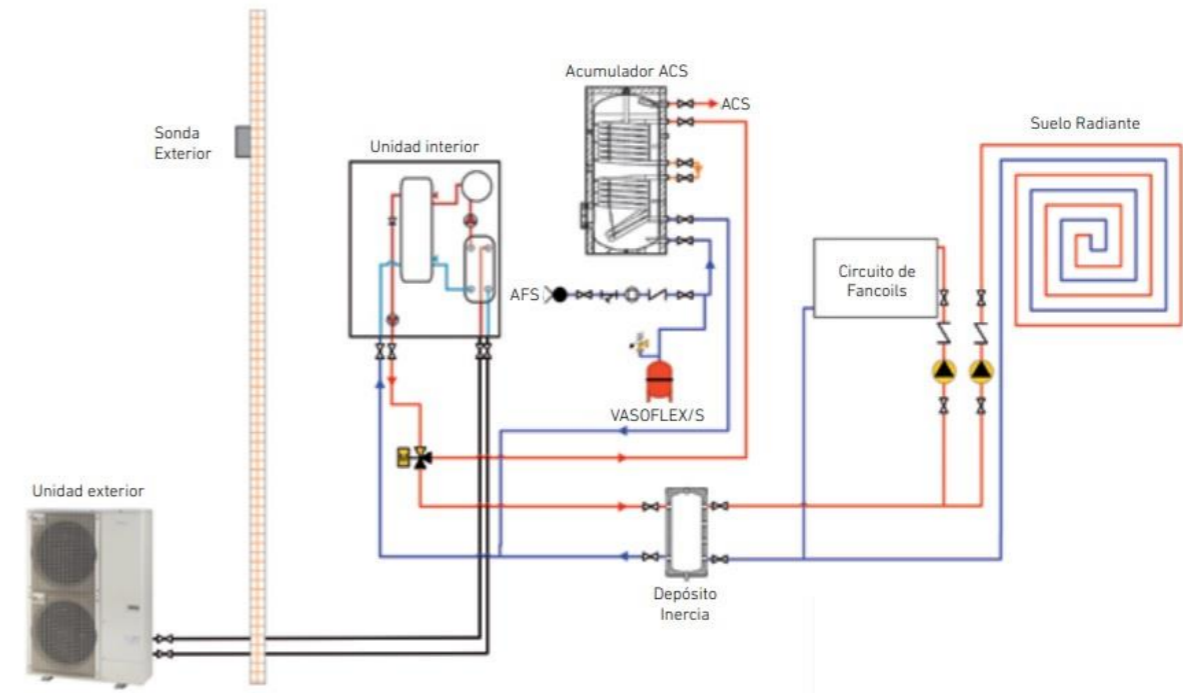 Acumulador ACS
ACS
Sonda
Exterior
Unidad interior
Suelo Radiante
Circuito de
Fancoils
AFS
VASOFLEX/S
Unidad exterior
Depósito
Inercia